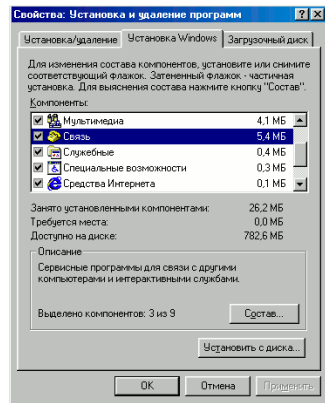 Свойства: Установка и удаление программ
Установка/удаление Установка Windows Загрузочный диск
Для изменения состава компонентов, установите или снимите
соответствующий флажок. Затененный флажок - частичная
установка. Для выяснения состава нажмите кнопку "Состав".
Компоненты:
Мультимедиа 4,1 МБ
Связь 5,4 МБ
Служебные 0,4 МБ
Специальные возможности 0,3 МБ
Средства Интернета 0,1 МБ
Занято установленными компонентами: 26,2 МБ
Требуется места: 0,0 МБ
Доступно на диске: 782,6 МБ
Описание
Сервисные программы для связи с другими
компьютерами и интерактивными службами.
Выделено компонентов: 3 из 9 Состав...
Установить с диска...
OK Отмена Применить